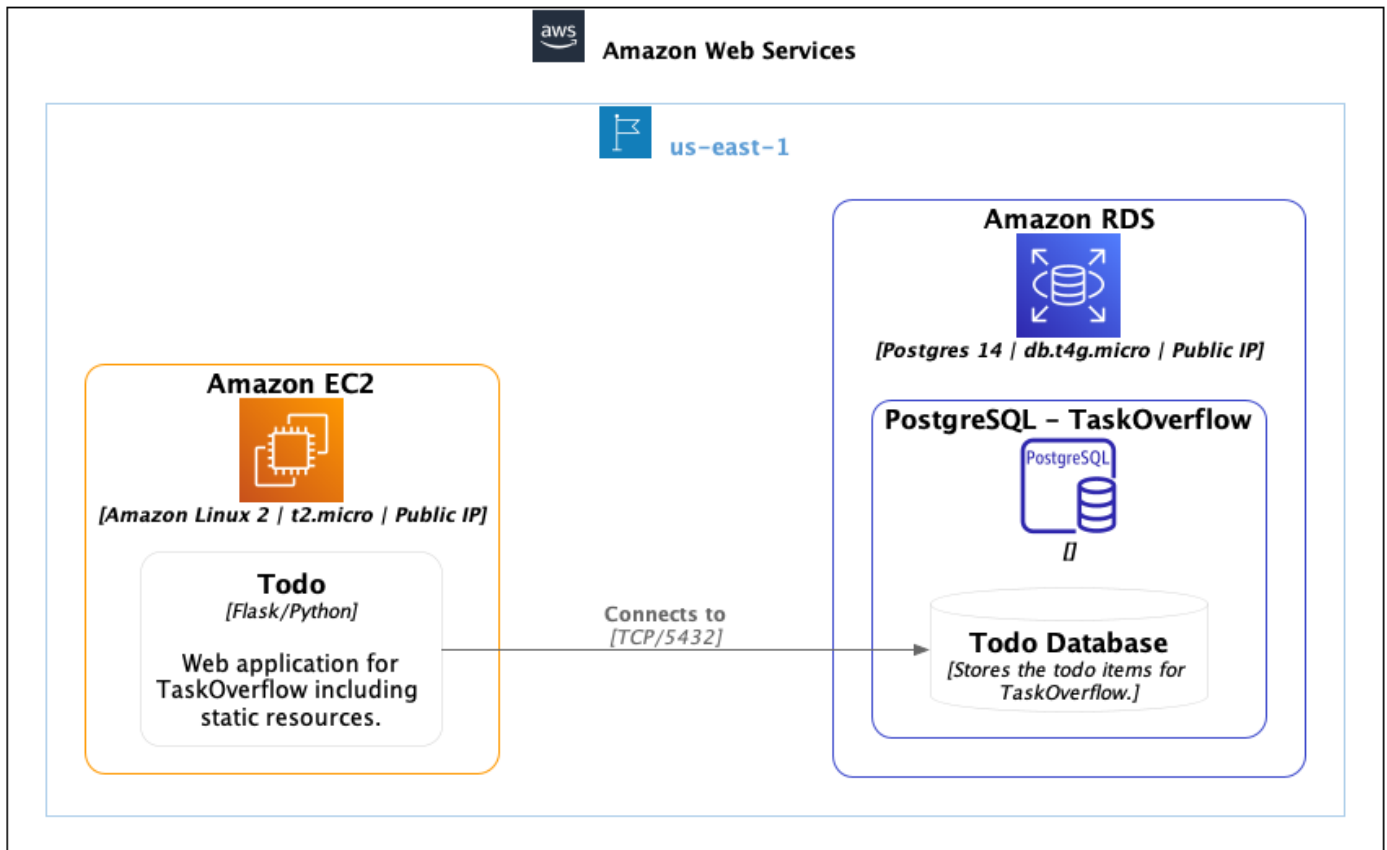 aws
Amazon Web Services
us-east-1
Amazon RDS
[Postgres 14 | db.t4g.micro | Public IP]
Amazon EC2
[Amazon Linux 2 | t2.micro | Public IP]
PostgreSQL - TaskOverflow
PostgreSQL
[]
Todo
[Flask/Python]
Web application for
TaskOverflow including
static resources.
Connects to
[TCP/5432]
Todo Database
[Stores the todo items for
TaskOverflow.]